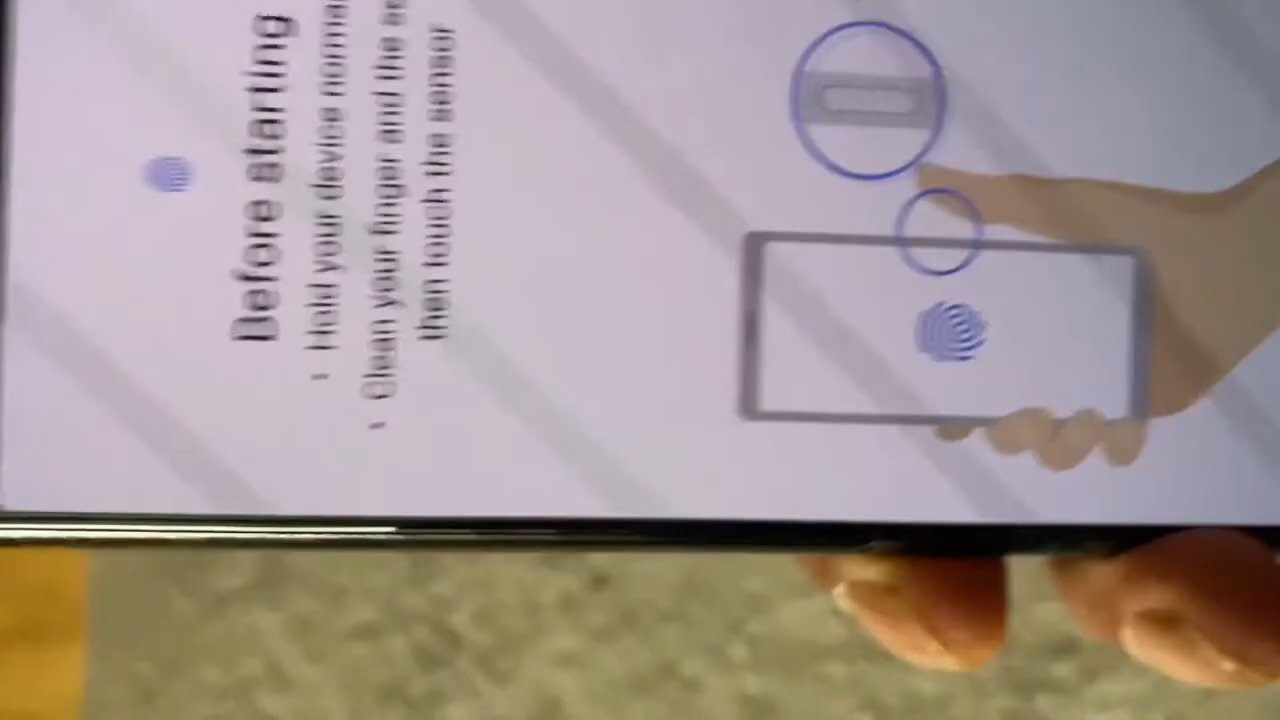 Before starting
Hold your device
Clean your finger and the
then touch the sensor